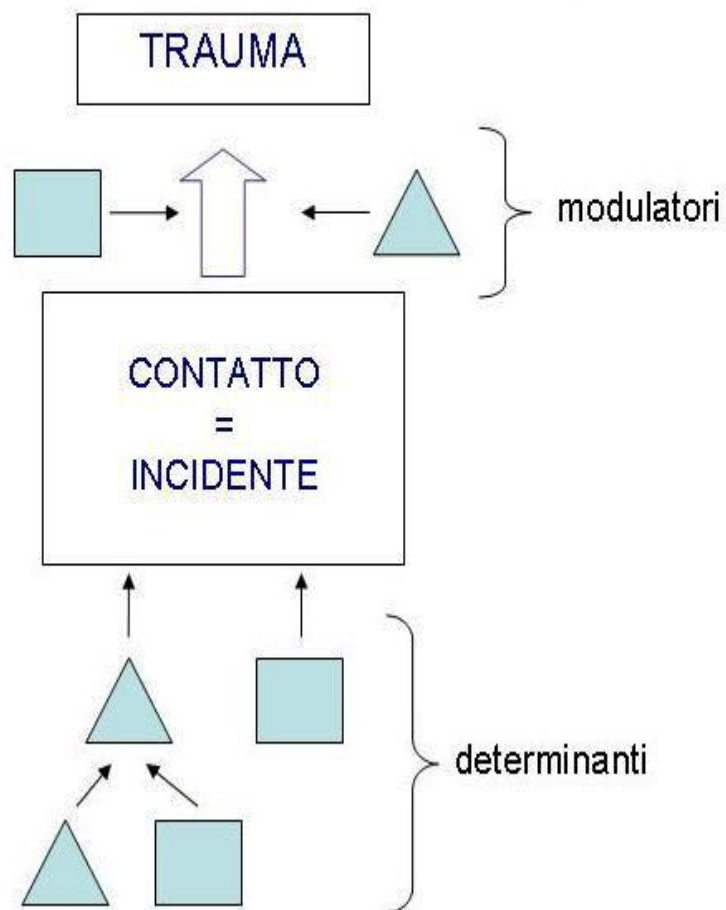 TRAUMA
modulatori
CONTATTO
=
INCIDENTE
determinanti